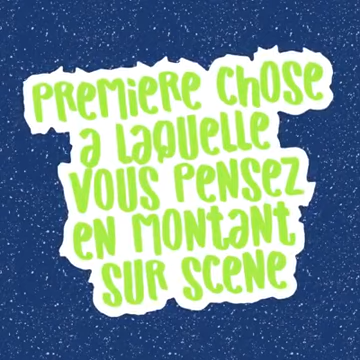 PREMIERE CHOSE
A LAQUELLE
VOUS PENSEZ
EN MONTANT
SUR SCENE